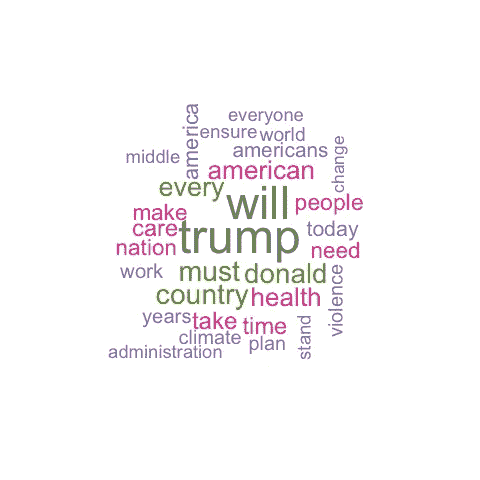 everyone
america
ensure world
americans
change
middle
american
every
will
people
make
care
trump
today
nation
need
work
must donald
country health
violence
years
take time
stand
climate
plan
administration